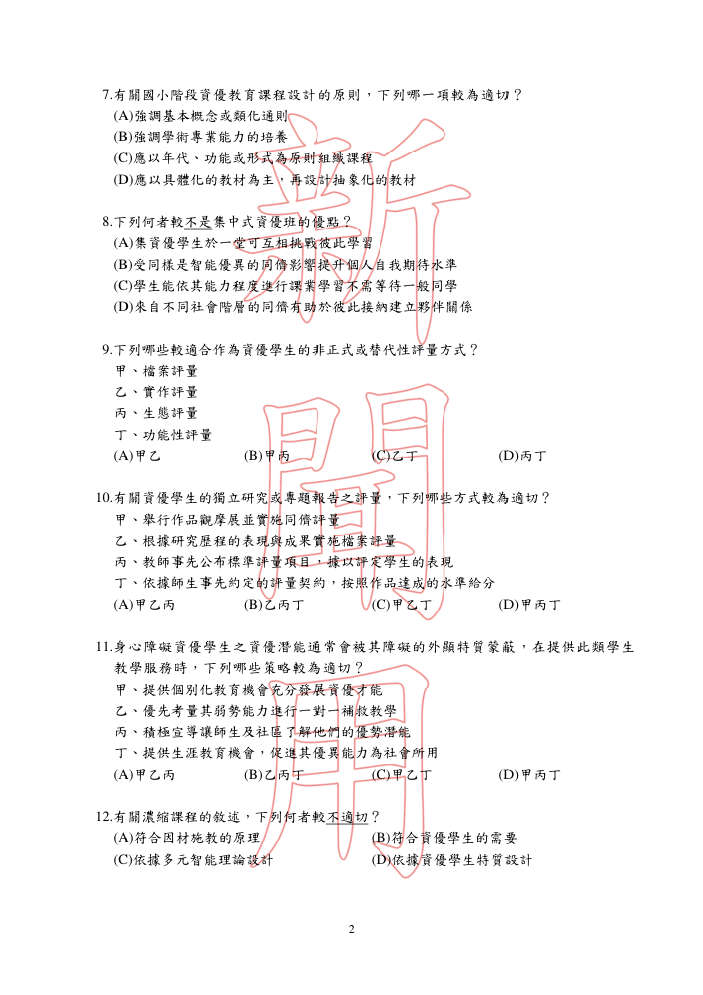 7.有關國小階段資優教育課程設計的原則，下列哪一項較為適切？
(A)強調基本概念或類化通則
(B)強調學術專業能力的培養
(C)應以年代、功能或形式為原則組織課程
(D)應以具體化的教材為主，再設計抽象化的教材
8.下列何者較不是集中式資優班的優點？
(A)集資優學生於一堂可互相挑戰彼此學習
(B)受同樣是智能優異的同儕影響提升個人自我期待水準
(C)學生能依其能力程度進行課業學習不需等待一般同學
(D)來自不同社會階層的同儕有助於彼此接納建立夥伴關係
9.下列哪些較適合作為資優學生的非正式或替代性評量方式？
甲、檔案評量
乙、實作評量
丙、生態評量
丁、功能性評量
(A)甲乙 (B)甲丙 (C)乙丁 (D)丙丁
10.有關資優學生的獨立研究或專題報告之評量，下列哪些方式較為適切？
甲、舉行作品觀摩展並實施同儕評量
乙、根據研究歷程的表現與成果實施檔案評量
丙、教師事先公布標準評量項目，據以評定學生的表現
丁、依據師生事先約定的評量契約，按照作品達成的水準給分
(A)甲乙丙 (B)乙丙丁 (C)甲乙丁 (D)甲丙丁
11.身心障礙資優學生之資優潛能通常會被其障礙的外顯特質蒙蔽，在提供此類學生
教學服務時，下列哪些策略較為適切？
甲、提供個別化教育機會充分發展資優才能
乙、優先考量其弱勢能力進行一對一補救教學
丙、積極宣導讓師生及社區了解他們的優勢潛能
丁、提供生涯教育機會，促進其優異能力為社會所用
(A)甲乙丙 (B)乙丙丁 (C)甲乙丁 (D)甲丙丁
12.有關濃縮課程的敘述，下列何者較不適切？
(A)符合因材施教的原理 (B)符合資優學生的需要
(C)依據多元智能理論設計 (D)依據資優學生特質設計
2
新聞用